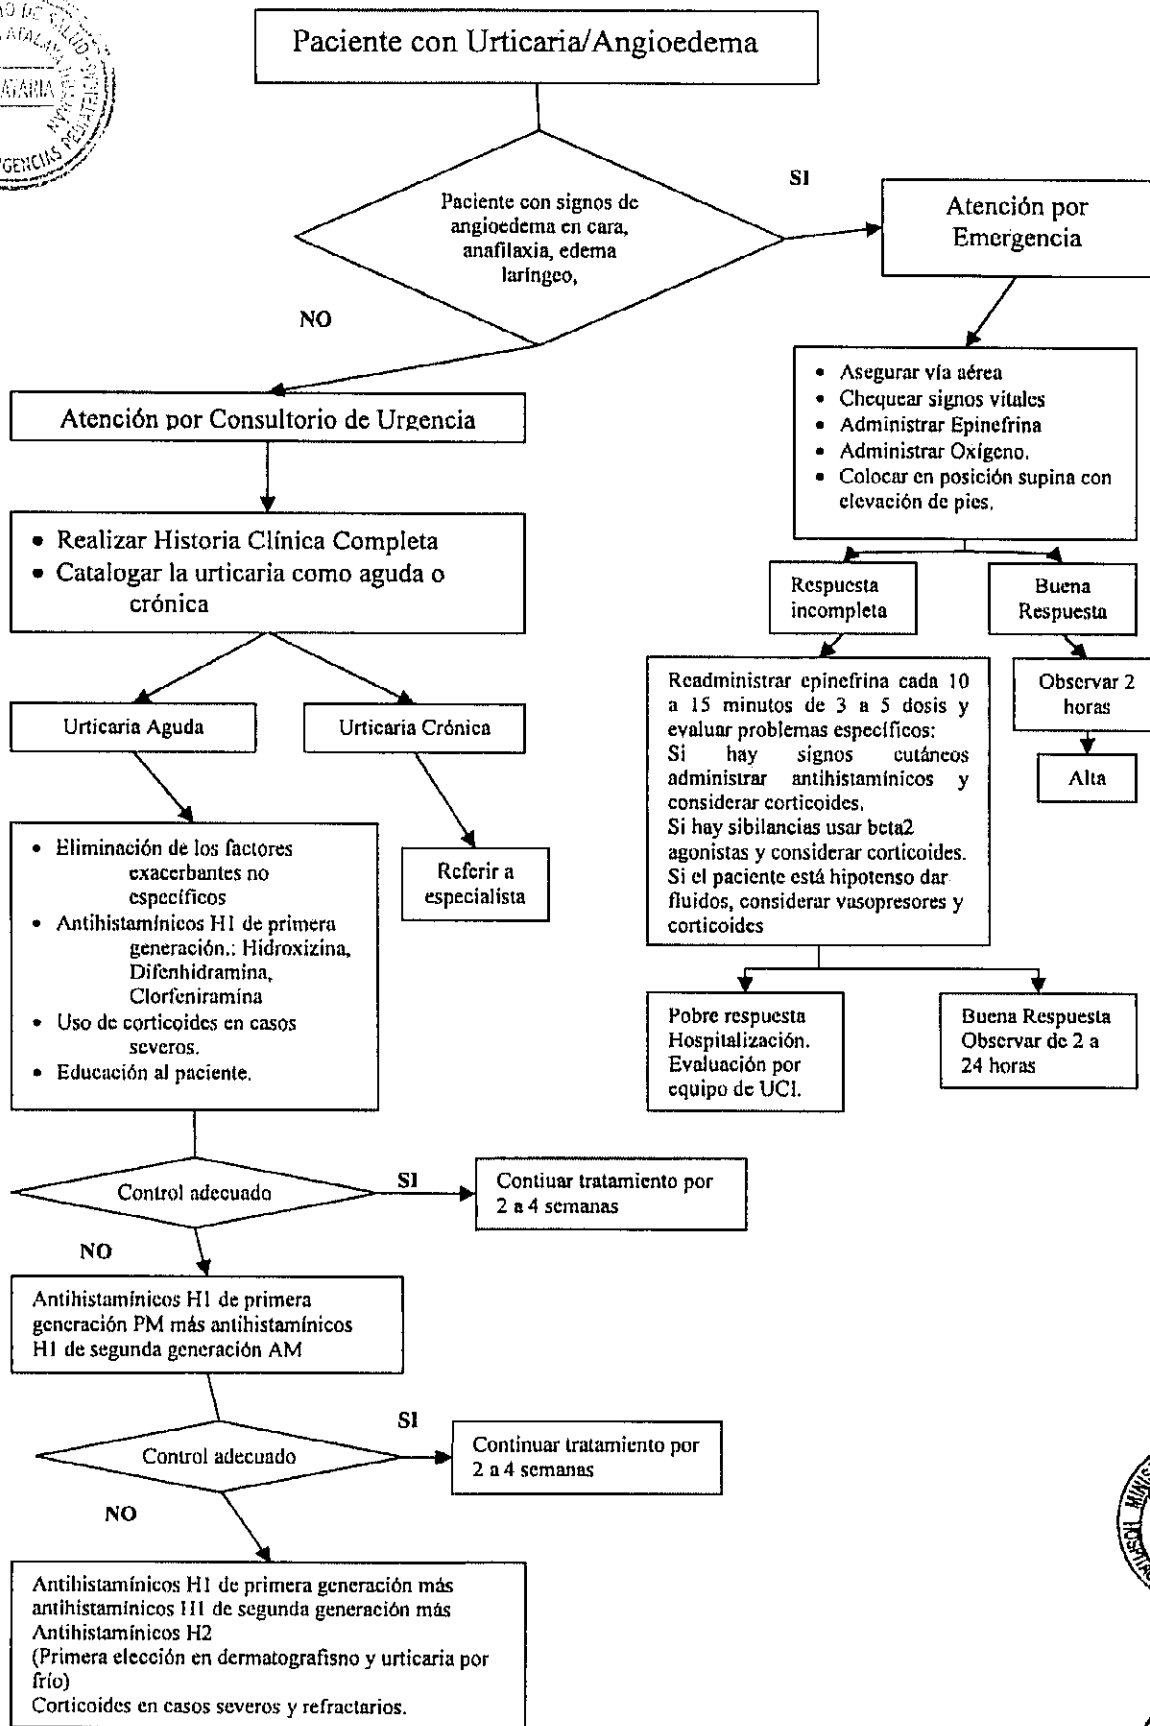 Paciente con Urticaria/Angioedema
Paciente con signos de
angioedema en cara,
anafilaxia, edema
laríngeo,
SI
Atención por
Emergencia
NO
• Asegurar vía aérea
• Chequear signos vitales
• Administrar Epinefrina
• Administrar Oxígeno.
• Colocar en posición supina con
elevación de pies.
Atención por Consultorio de Urgencia
• Realizar Historia Clínica Completa
• Catalogar la urticaria como aguda o
crónica
Respuesta
incompleta
Buena
Respuesta
Readministrar epinefrina cada 10
a 15 minutos de 3 a 5 dosis y
evaluar problemas específicos:
Si hay signos cutáneos
administrar antihistamínicos y
considerar corticoides.
Si hay sibilancias usar beta2
agonistas y considerar corticoides.
Si el paciente está hipotenso dar
fluidos, considerar vasopresores y
corticoides
Observar 2
horas
Alta
Urticaria Aguda
Urticaria Crónica
• Eliminación de los factores
exacerbantes no
específicos
• Antihistamínicos H1 de primera
generación.: Hidroxizina,
Difenhidramina,
Clorfeniramina
• Uso de corticoides en casos
severos.
• Educación al paciente.
Referir a
especialista
Pobre respuesta
Hospitalización.
Evaluación por
equipo de UCI.
Buena Respuesta
Observar de 2 a
24 horas
Control adecuado
SI
Contiuar tratamiento por
2 a 4 semanas
NO
Antihistamínicos H1 de primera
generación PM más antihistamínicos
H1 de segunda generación AM
Control adecuado
SI
Continuar tratamiento por
2 a 4 semanas
NO
Antihistamínicos H1 de primera generación más
antihistamínicos H1 de segunda generación más
Antihistamínicos H2
(Primera elección en dermatografisno y urticaria por
frío)
Corticoides en casos severos y refractarios.